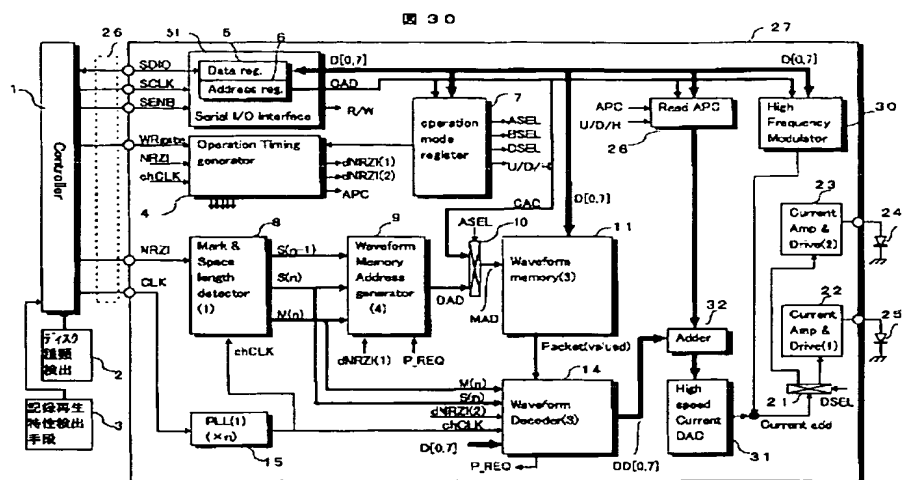 図 30
26
51
5
6
27
1
SDIO
SCLK
SENB
Data reg.
Address reg.
Serial I/O Interface
D[0,7]
OAD
R/W
D[0,7]
Controller
WRgate
NRZI
chCLK
Operation Timing
generator
4
dNRZI(1)
dNRZI(2)
APC
operation
mode
register
7
ASEL
BSEL
DSEL
U/D/H
APC
U/D/H
Read APC
26
High
Frequency
Modulator
30
8
9
10
11
D[0,7]
23
24
NRZI
CLK
Mark &
Space
length
detector
(1)
S(n-1)
S(n)
M(n)
Waveform
Memory
Address
generator
(4)
ASEL
OAD
MAD
Waveform
memory(3)
Current
Amp &
Drive(2)
22
Current
Amp &
Drive(1)
25
32
Adder
dNRZI(1)
P_REQ
Packet(valued)
chCLK
14
ディスク
種類
検出
2
記録再生
特性検出
手段
3
PLL(1)
(×n)
15
M(n)
S(n)
dNRZI(2)
chCLK
D[0,7]
P_REQ
Waveform
Decoder(3)
DD[0,7]
High
speed
Current
DAC
31
21
DSEL
Current add